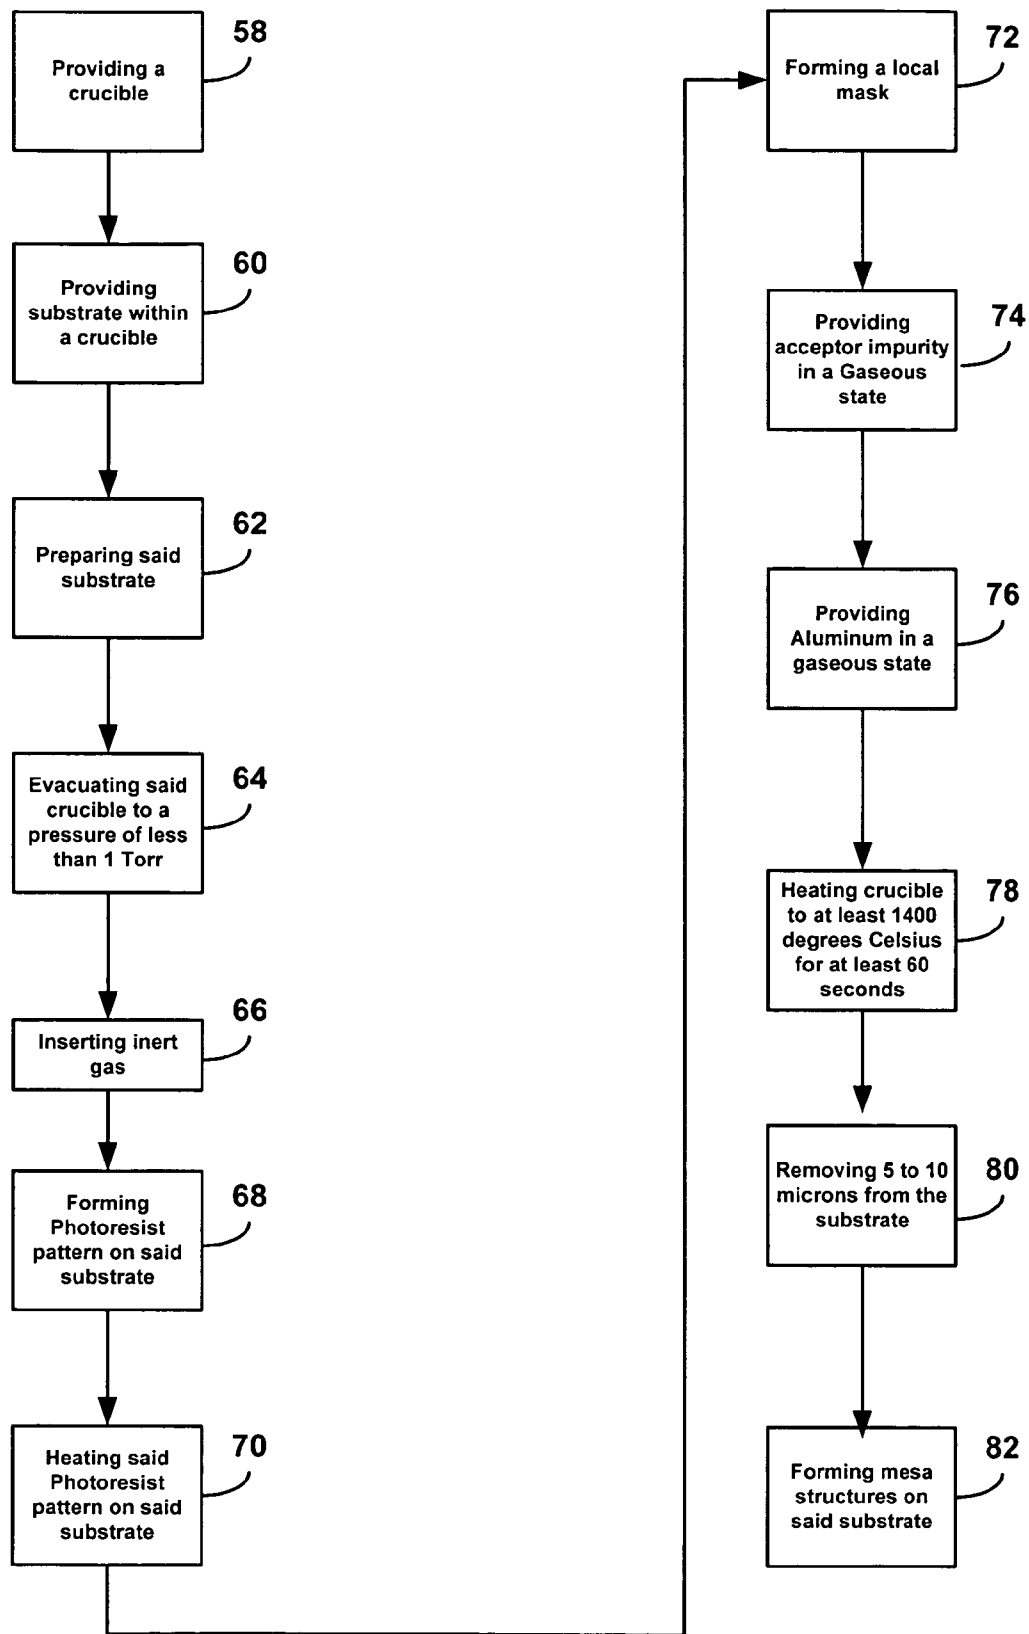 58
Providing a
crucible
60
Providing
substrate within
a crucible
62
Preparing said
substrate
64
Evacuating said
crucible to a
pressure of less
than 1 Torr
66
Inserting inert
gas
68
Forming
Photoresist
pattern on said
substrate
70
Heating said
Photoresist
pattern on said
substrate
72
Forming a local
mask
74
Providing
acceptor impurity
in a Gaseous
state
76
Providing
Aluminum in a
gaseous state
78
Heating crucible
to at least 1400
degrees Celsius
for at least 60
seconds
80
Removing 5 to 10
microns from the
substrate
82
Forming mesa
structures on
said substrate